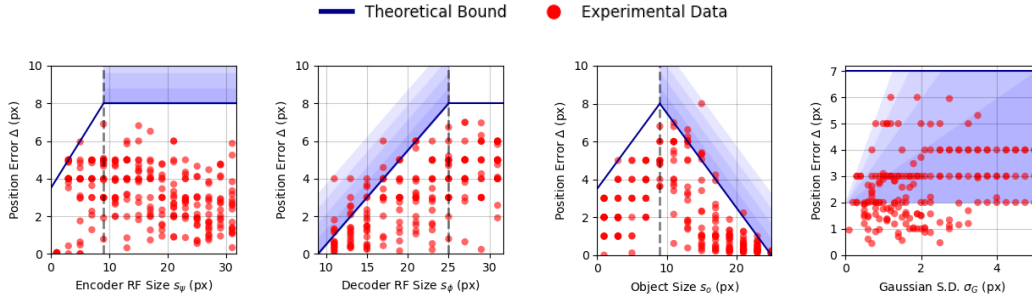 Theoretical Bound Experimental Data
10
8
6
4
2
0
0 10 20 30
Position Error Δ (px)
Encoder RF Size s_ψ (px)
10
8
6
4
2
0
10 15 20 25 30
Position Error Δ (px)
Decoder RF Size s_ϕ (px)
10
8
6
4
2
0
0 10 20
Position Error Δ (px)
Object Size s_o (px)
7
6
5
4
3
2
1
0
0 2 4
Position Error Δ (px)
Gaussian S.D. σ_G (px)